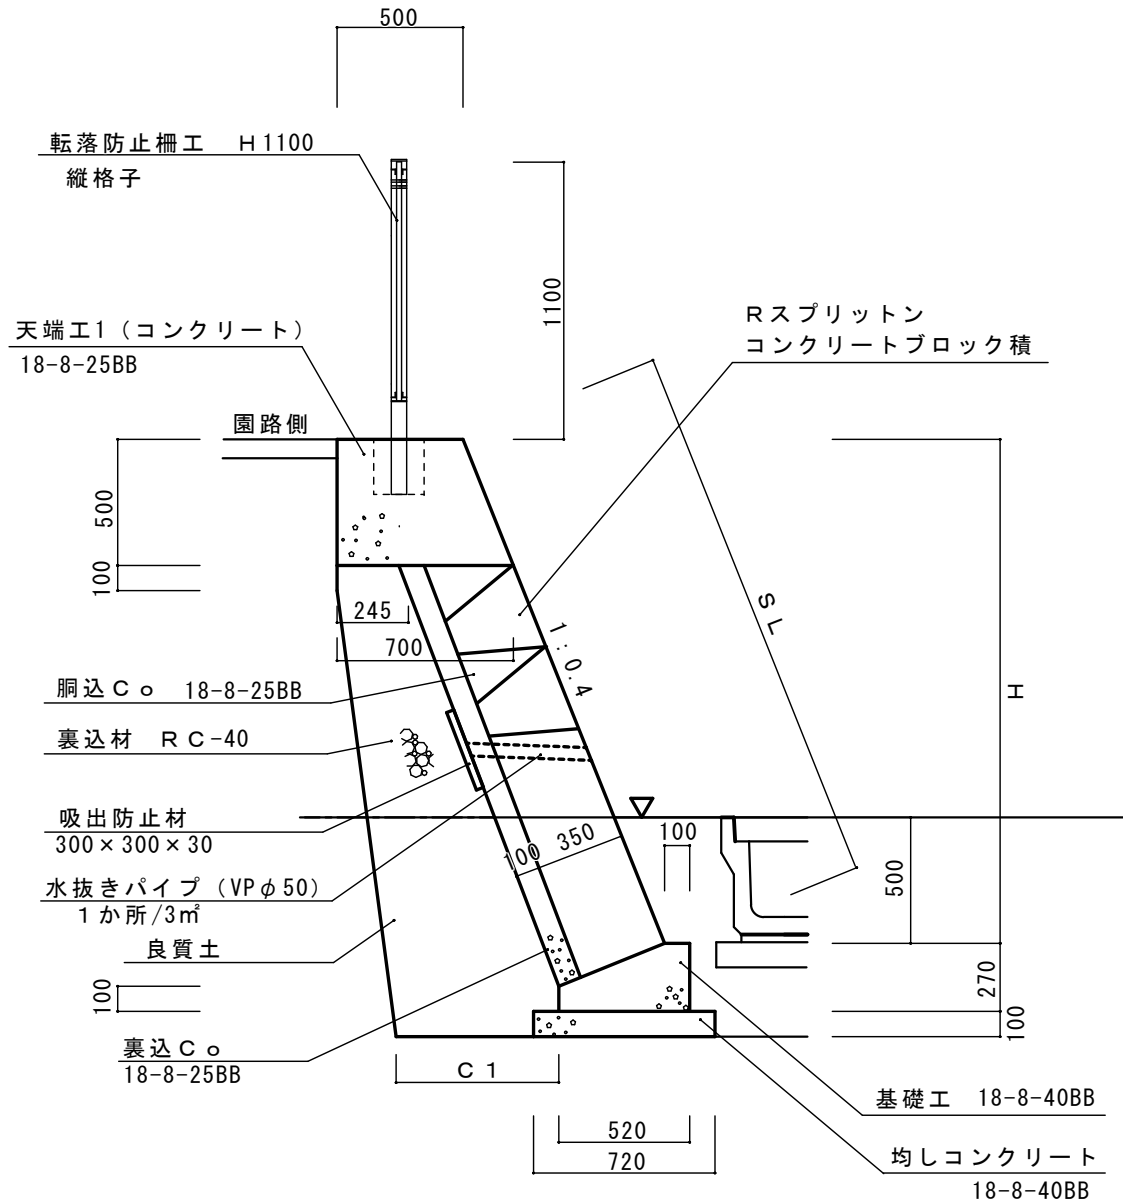 500
転落防止柵工 H1100
縦格子
1100
Rスプリットン
コンクリートブロック積
天端工1(コンクリート)
18-8-25BB
園路側
500
100
245
700
1:0.4
SL
H
胴込Co 18-8-25BB
裏込材 RC-40
吸出防止材
300×300×30
100 350
100
500
水抜きパイプ(VPφ50)
1か所/3㎡
良質土
100
270
100
裏込Co
18-8-25BB
C1
基礎工 18-8-40BB
520
720
均しコンクリート
18-8-40BB